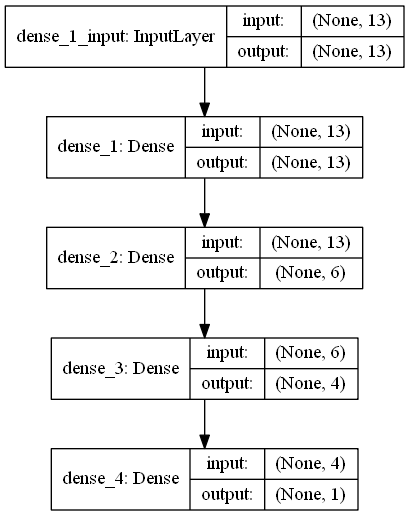 dense_1_input: InputLayer
input: (None, 13)
output: (None, 13)
dense_1: Dense
input: (None, 13)
output: (None, 13)
dense_2: Dense
input: (None, 13)
output: (None, 6)
dense_3: Dense
input: (None, 6)
output: (None, 4)
dense_4: Dense
input: (None, 4)
output: (None, 1)